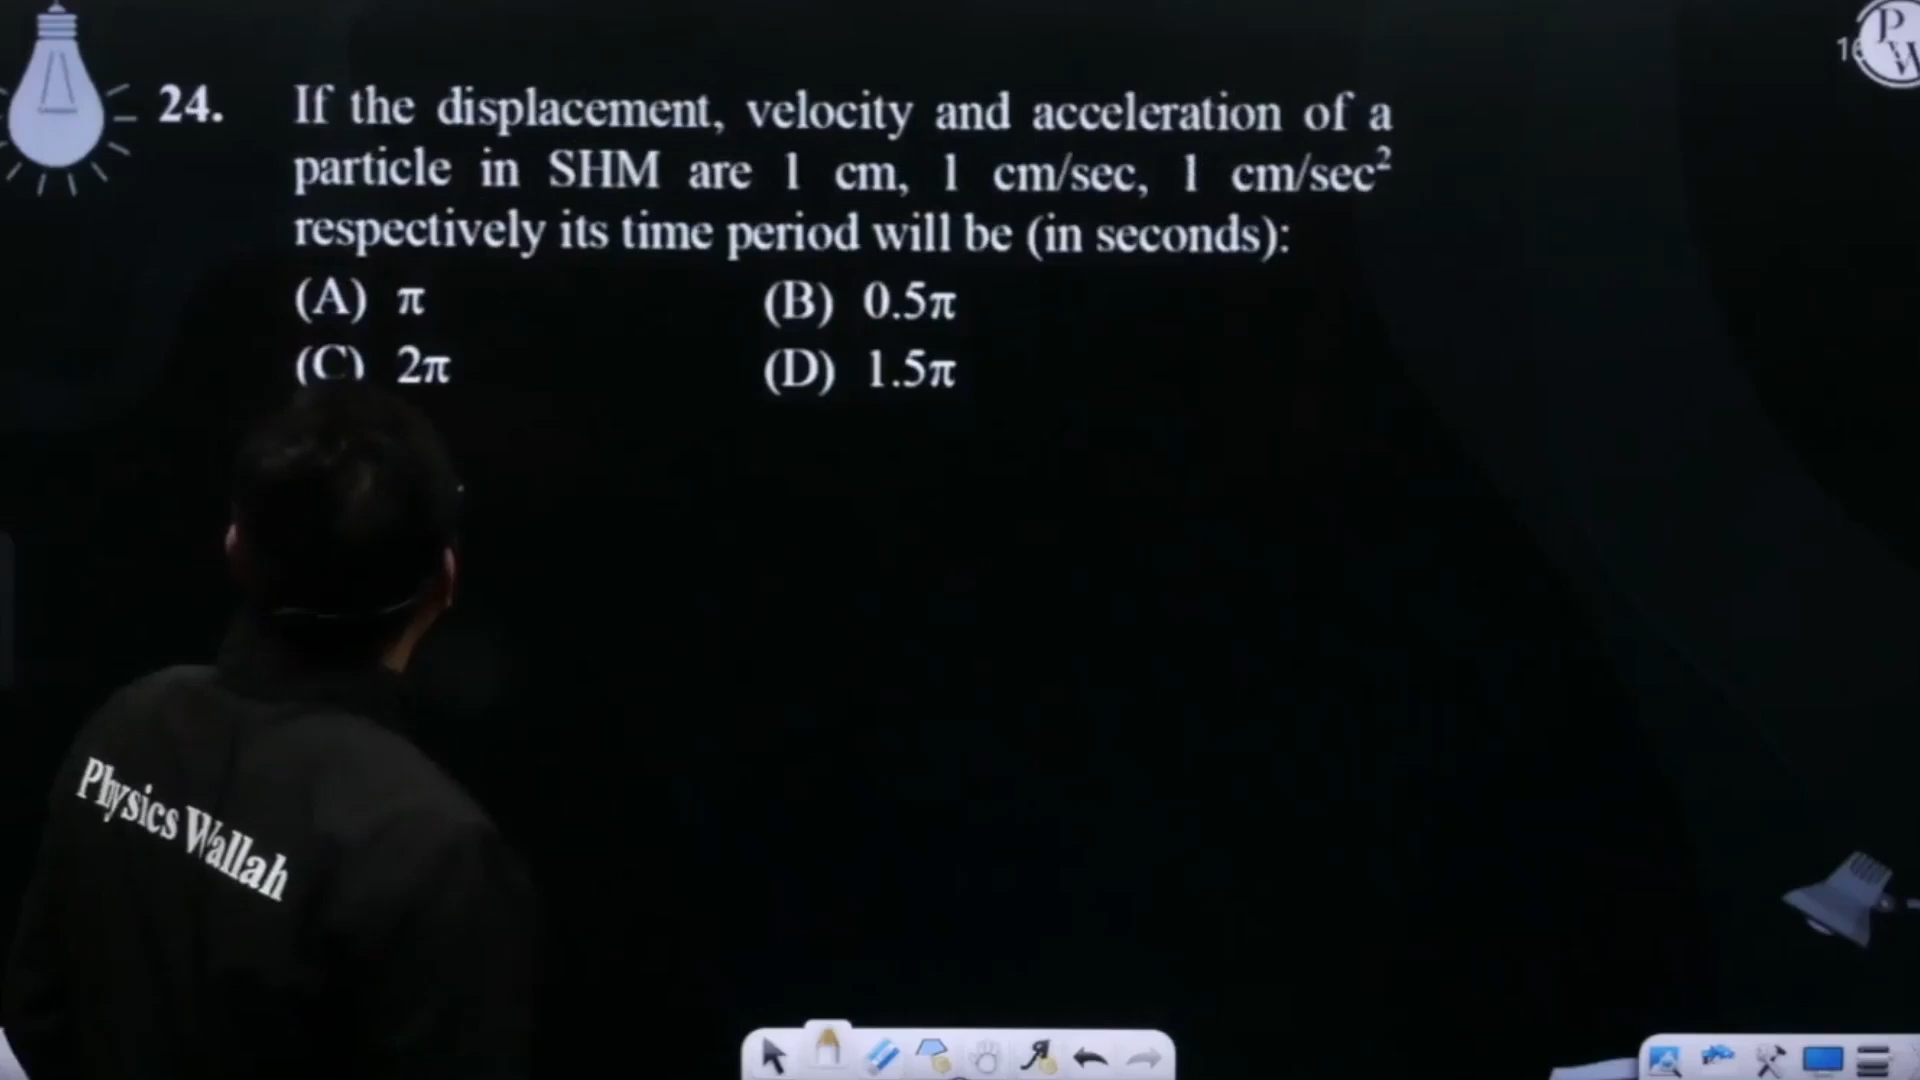 24. If the displacement, velocity and acceleration of a
particle in SHM are 1 cm, 1 cm/sec, 1 cm/sec²
respectively its time period will be (in seconds):
(A) π (B) 0.5π
(C) 2π (D) 1.5π
Physics Wallah
PW